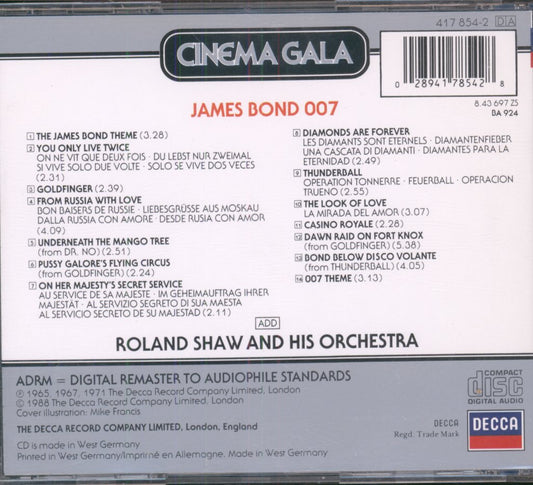 417 854-2 DIA
CINEMA GALA
0 28941 78542 8
8.43 697 ZS
BA 924
JAMES BOND 007
1 THE JAMES BOND THEME (3.28)
2 YOU ONLY LIVE TWICE
ON NE VIT QUE DEUX FOIS · DU LEBST NUR ZWEIMAL
SI VIVE SOLO DUE VOLTE · SOLO SE VIVE DOS VECES
(2.31)
3 GOLDFINGER (2.39)
4 FROM RUSSIA WITH LOVE
BON BAISERS DE RUSSIE · LIEBESGRÜSSE AUS MOSKAU
DALLA RUSSIA CON AMORE · DESDE RUSIA CON AMOR
(4.09)
5 UNDERNEATH THE MANGO TREE
(from DR. NO) (2.51)
6 PUSSY GALORE'S FLYING CIRCUS
(from GOLDFINGER) (2.24)
7 ON HER MAJESTY'S SECRET SERVICE
AU SERVICE DE SA MAJESTE · IM GEHEIMAUFTRAG IHRER
MAJESTÄT · AL SERVIZIO SEGRETO DI SUA MAESTA
AL SERVICIO SECRETO DE SU MAJESTAD (2.11)
8 DIAMONDS ARE FOREVER
LES DIAMANTS SONT ETERNELS · DIAMANTENFIEBER
UNA CASCATA DI DIAMANTI · DIAMANTES PARA LA
ETERNIDAD (2.49)
9 THUNDERBALL
OPERATION TONNERRE · FEUERBALL · OPERACION
TRUENO (2.55)
10 THE LOOK OF LOVE
LA MIRADA DEL AMOR (3.07)
11 CASINO ROYALE (2.28)
12 DAWN RAID ON FORT KNOX
(from GOLDFINGER) (5.38)
13 BOND BELOW DISCO VOLANTE
(from THUNDERBALL) (4.05)
14 007 THEME (3.13)
ADD
ROLAND SHAW AND HIS ORCHESTRA
ADRM = DIGITAL REMASTER TO AUDIOPHILE STANDARDS
℗ 1965, 1967, 1971 The Decca Record Company Limited, London
© 1988 The Decca Record Company Limited, London
Cover illustration: Mike Francis
THE DECCA RECORD COMPANY LIMITED, London, England
CD is made in West Germany
Printed in West Germany/Imprimé en Allemagne. Made in West Germany
COMPACT
disc
DIGITAL AUDIO
DECCA
Regd. Trade Mark
DECCA